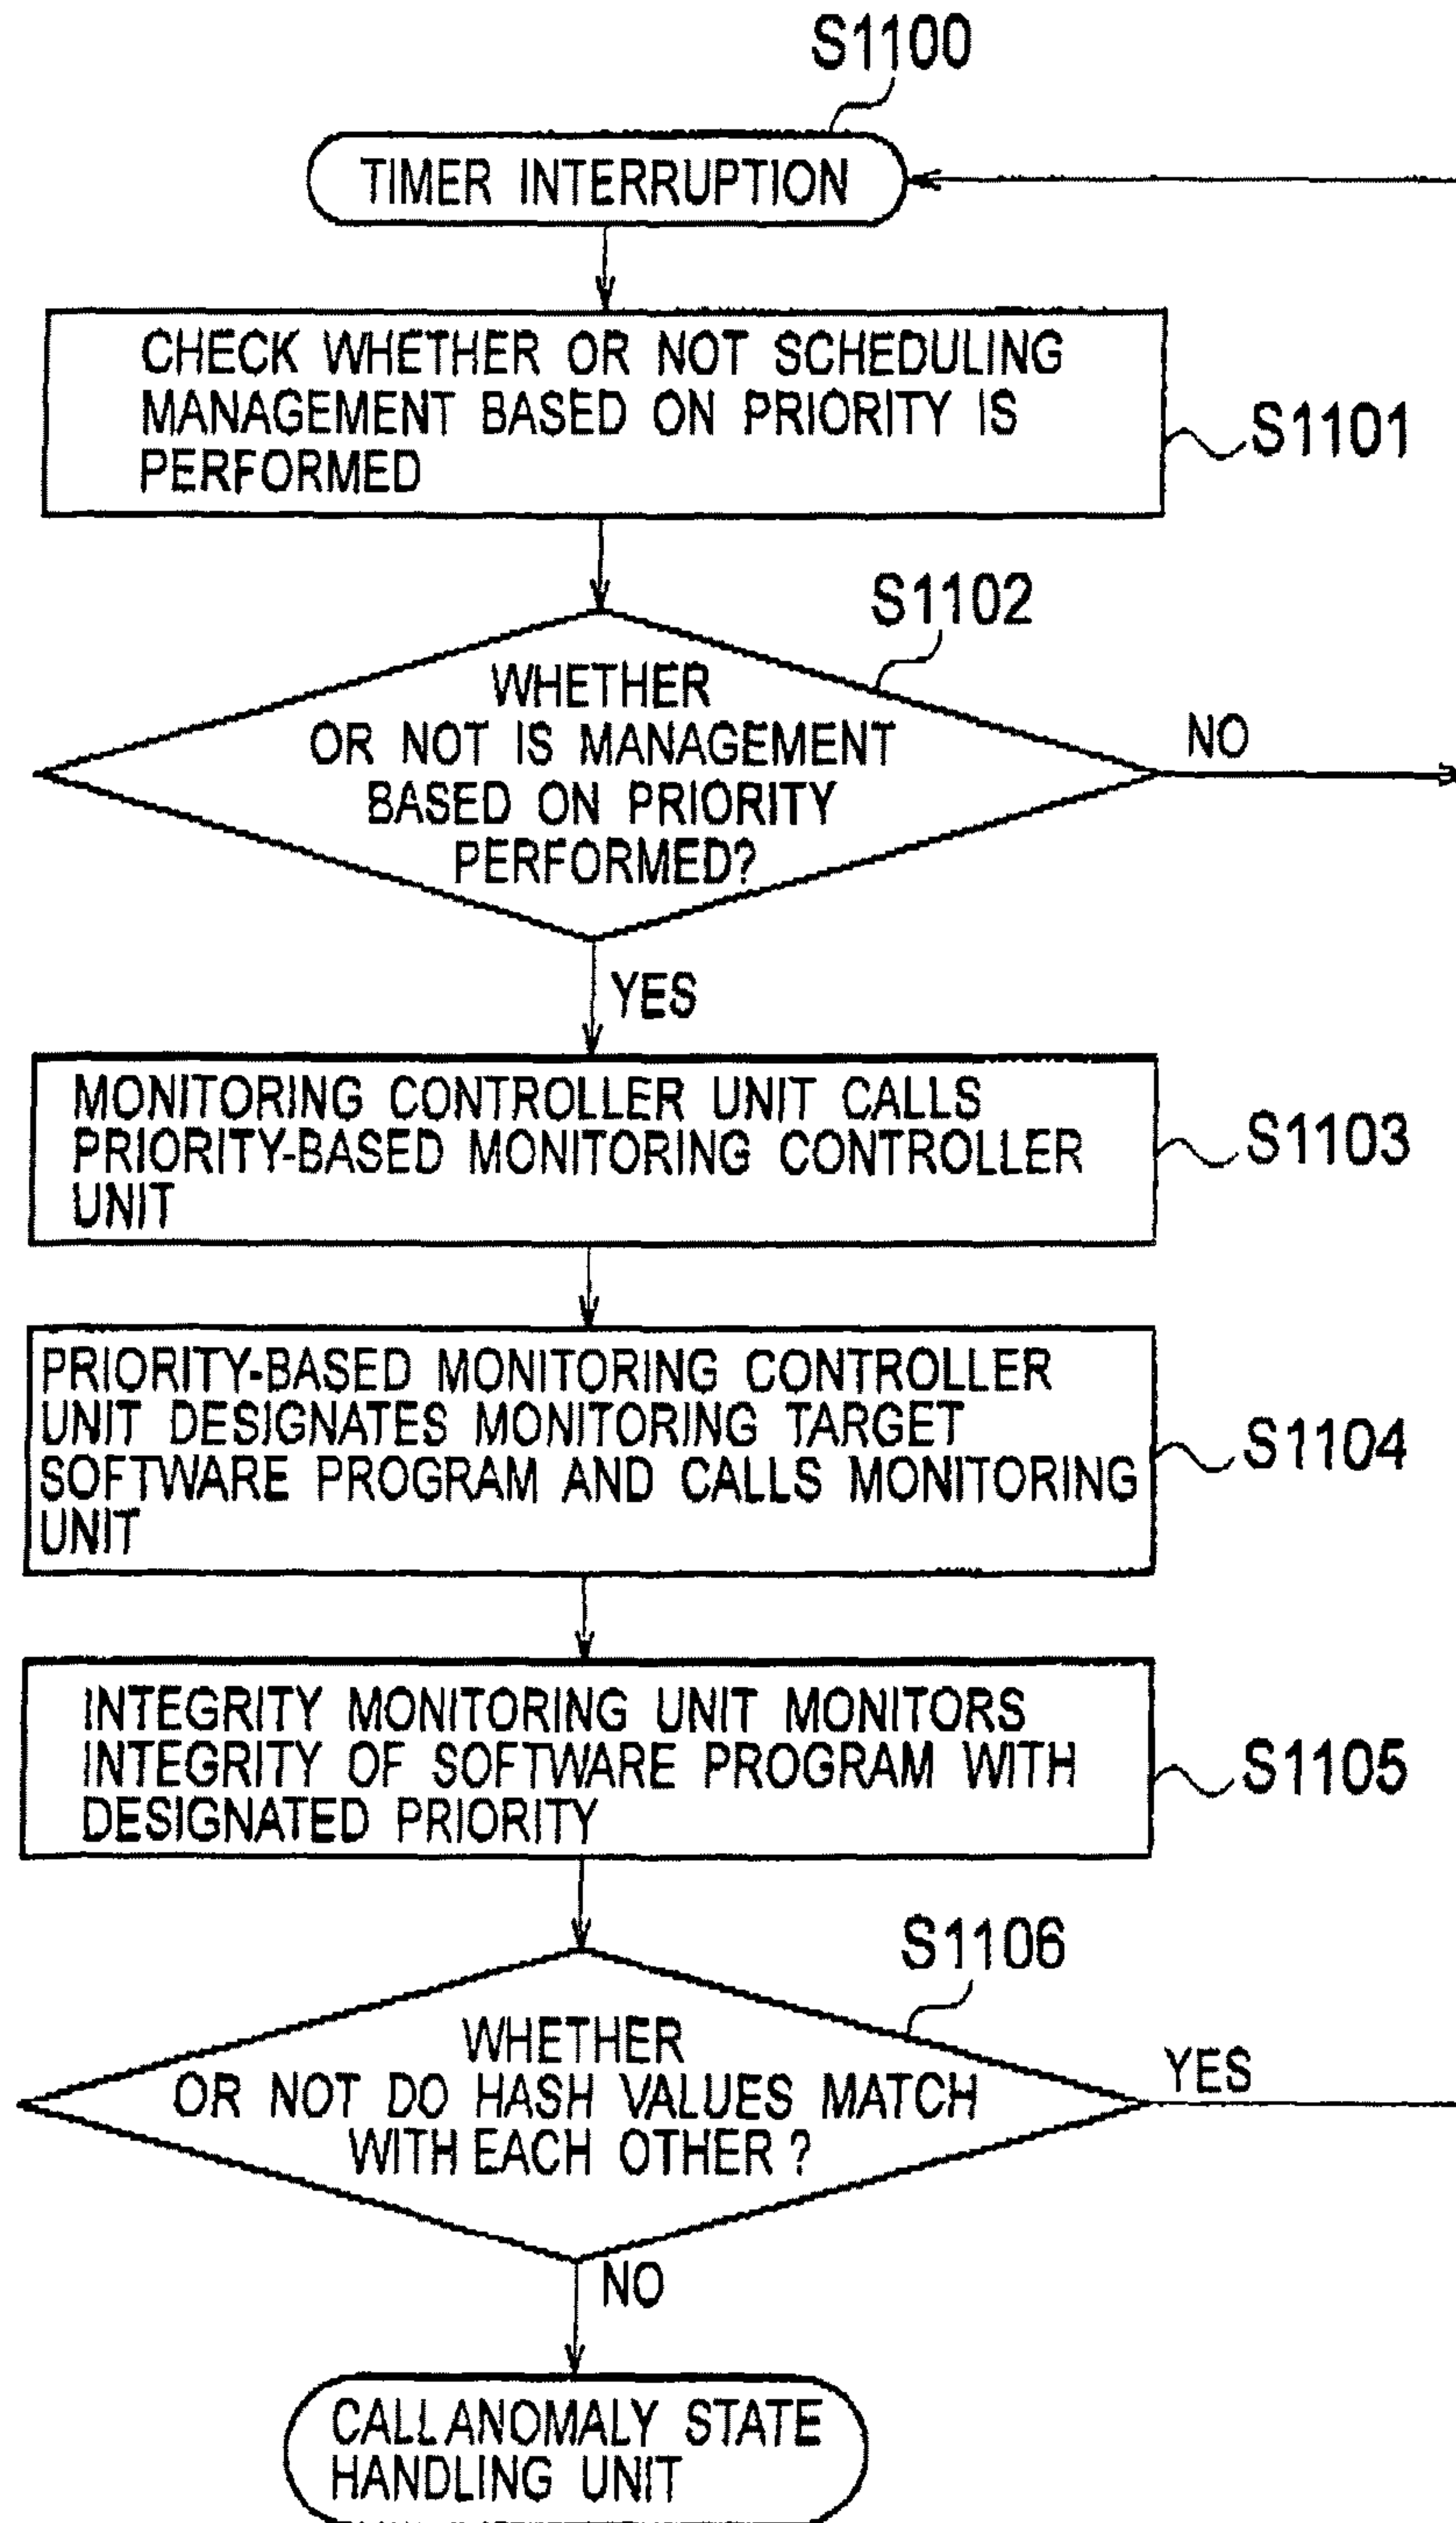 S1100
TIMER INTERRUPTION
CHECK WHETHER OR NOT SCHEDULING
MANAGEMENT BASED ON PRIORITY IS
PERFORMED
S1101
S1102
WHETHER
OR NOT IS MANAGEMENT
BASED ON PRIORITY
PERFORMED?
NO
YES
MONITORING CONTROLLER UNIT CALLS
PRIORITY-BASED MONITORING CONTROLLER
UNIT
S1103
PRIORITY-BASED MONITORING CONTROLLER
UNIT DESIGNATES MONITORING TARGET
SOFTWARE PROGRAM AND CALLS MONITORING
UNIT
S1104
INTEGRITY MONITORING UNIT MONITORS
INTEGRITY OF SOFTWARE PROGRAM WITH
DESIGNATED PRIORITY
S1105
S1106
WHETHER
OR NOT DO HASH VALUES MATCH
WITH EACH OTHER ?
YES
NO
CALL ANOMALY STATE
HANDLING UNIT